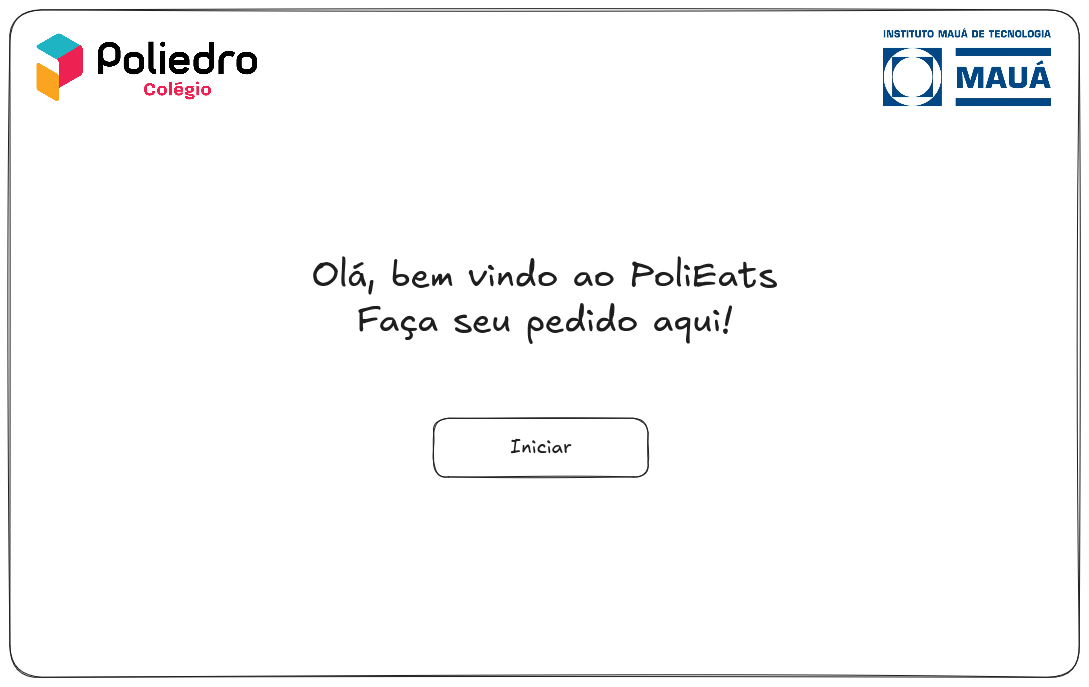 Poliedro
Colégio
INSTITUTO MAUÁ DE TECNOLOGIA
MAUÁ
Olá, bem vindo ao PoliEats
Faça seu pedido aqui!
Iniciar